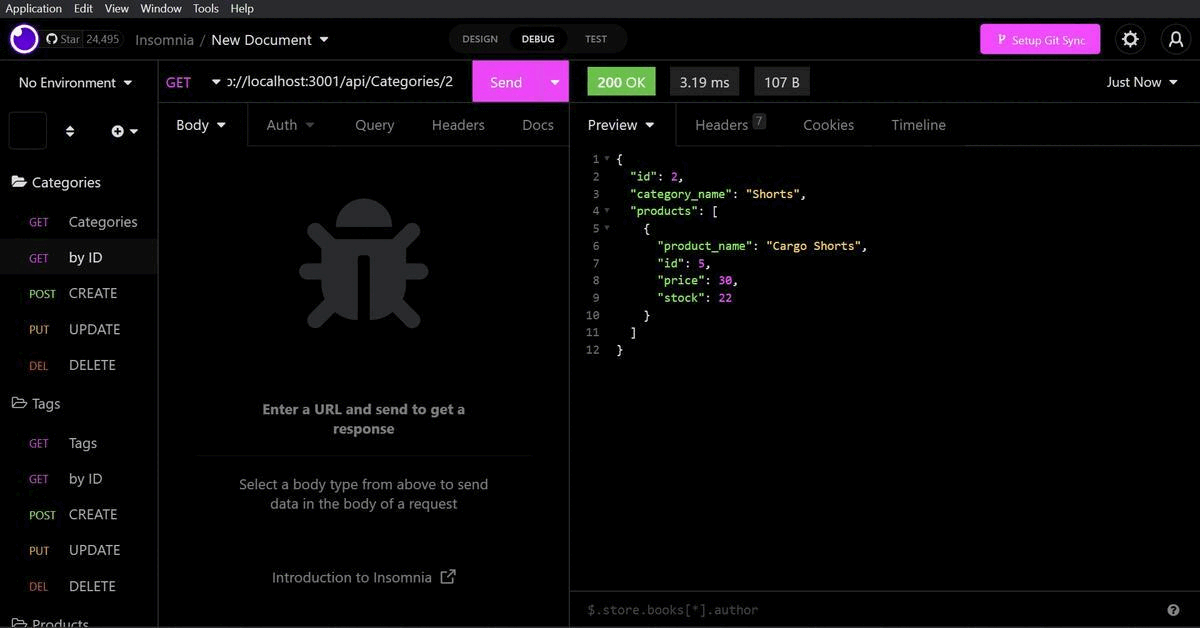 Application Edit View Window Tools Help
Star 24,495 Insomnia / New Document DESIGN DEBUG TEST Setup Git Sync
No Environment GET ://localhost:3001/api/Categories/2 Send 200 OK 3.19 ms 107 B Just Now
Body Auth Query Headers Docs Preview Headers 7 Cookies Timeline
Categories
GET Categories
GET by ID
POST CREATE
PUT UPDATE
DEL DELETE
Tags
GET Tags
GET by ID
POST CREATE
PUT UPDATE
DEL DELETE
Products
Enter a URL and send to get a
response
Select a body type from above to send
data in the body of a request
Introduction to Insomnia
1 {
2 "id": 2,
3 "category_name": "Shorts",
4 "products": [
5 {
6 "product_name": "Cargo Shorts",
7 "id": 5,
8 "price": 30,
9 "stock": 22
10 }
11 ]
12 }
$.store.books[*].author